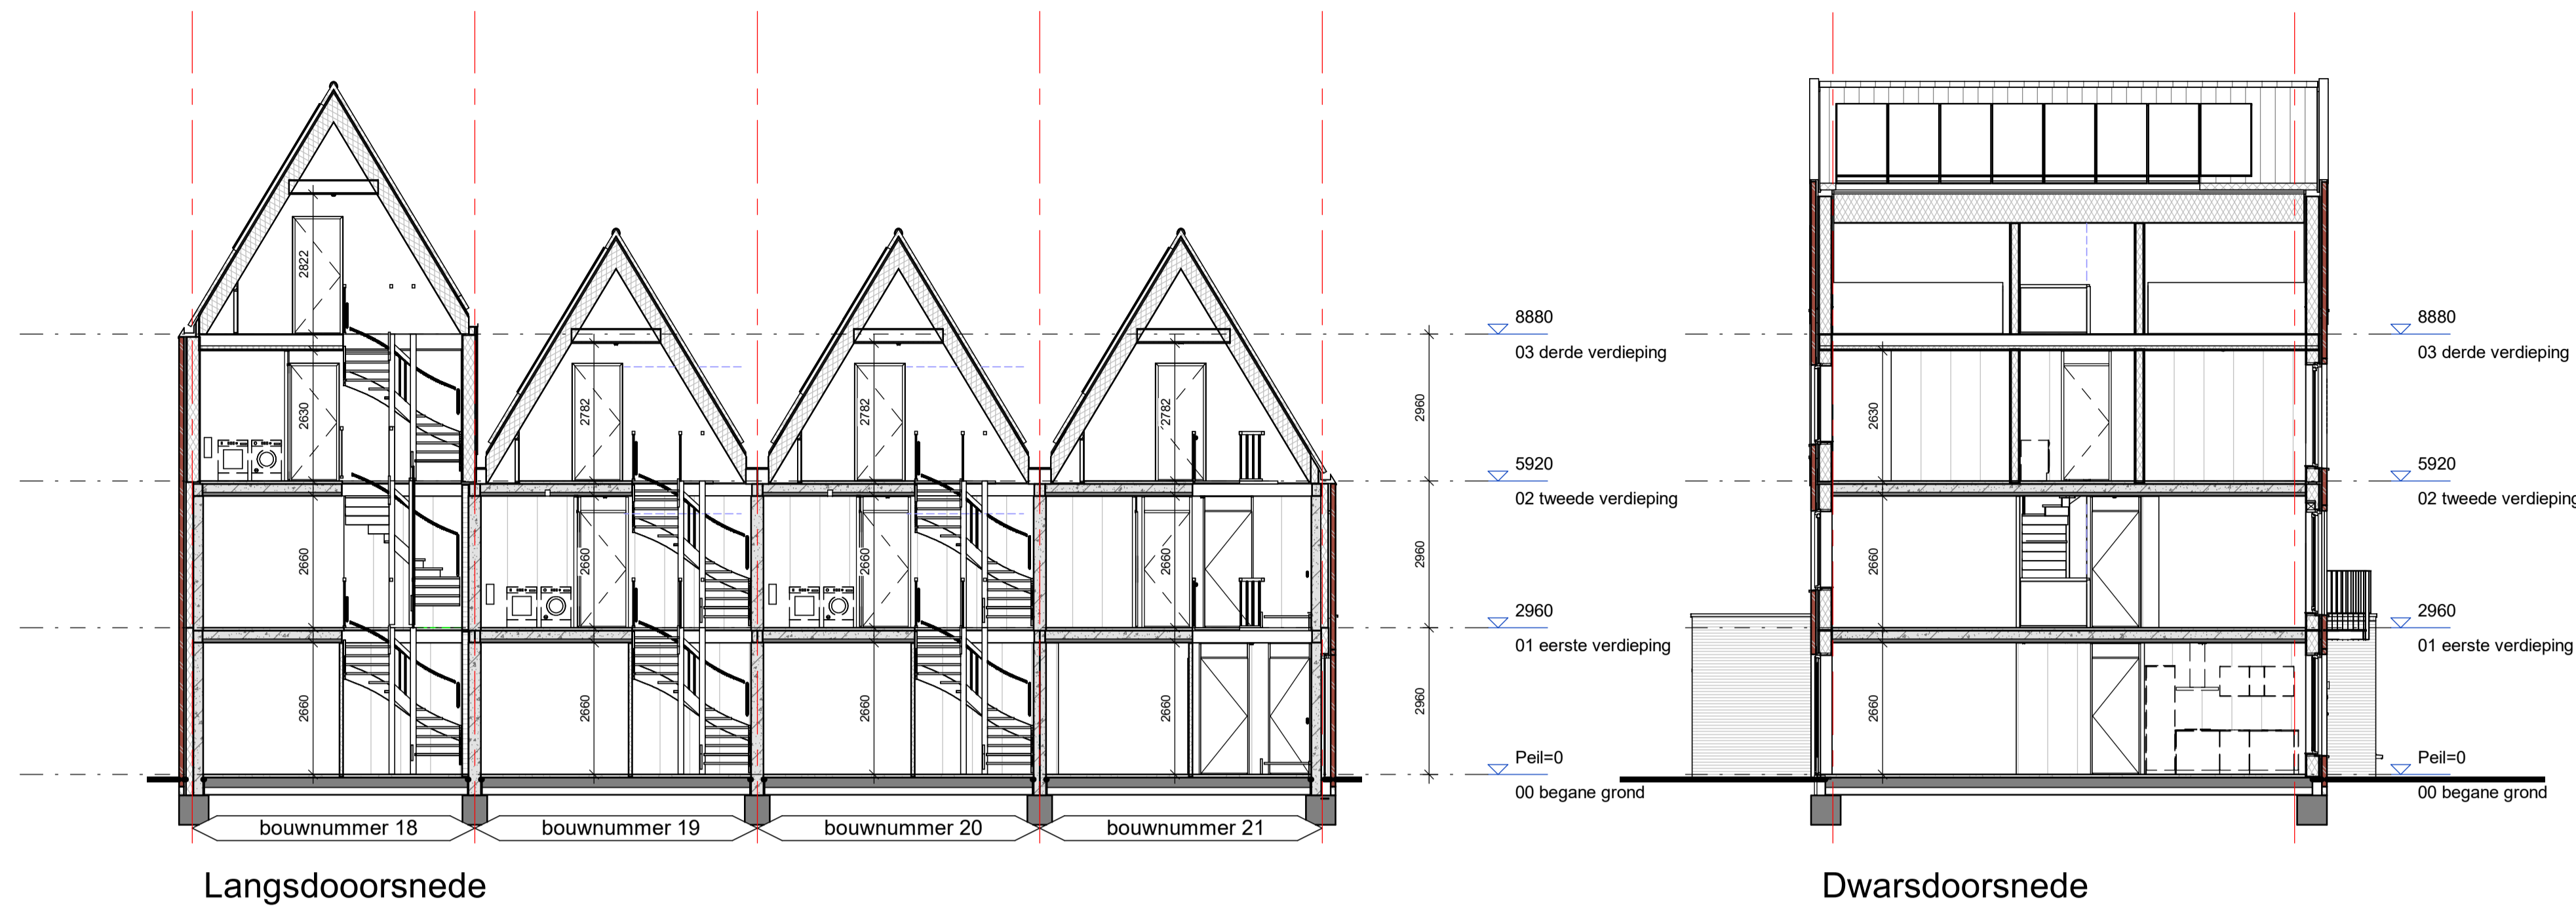 8880
03 derde verdieping
8880
03 derde verdieping
2822
2630
2782
2782
2782
2960
2630
5920
02 tweede verdieping
5920
02 tweede verdieping
2660
2660
2660
2660
2960
2660
2960
01 eerste verdieping
2960
01 eerste verdieping
2660
2660
2660
2660
2960
2660
Peil=0
00 begane grond
Peil=0
00 begane grond
bouwnummer 18
bouwnummer 19
bouwnummer 20
bouwnummer 21
Langsdooorsnede
Dwarsdoorsnede